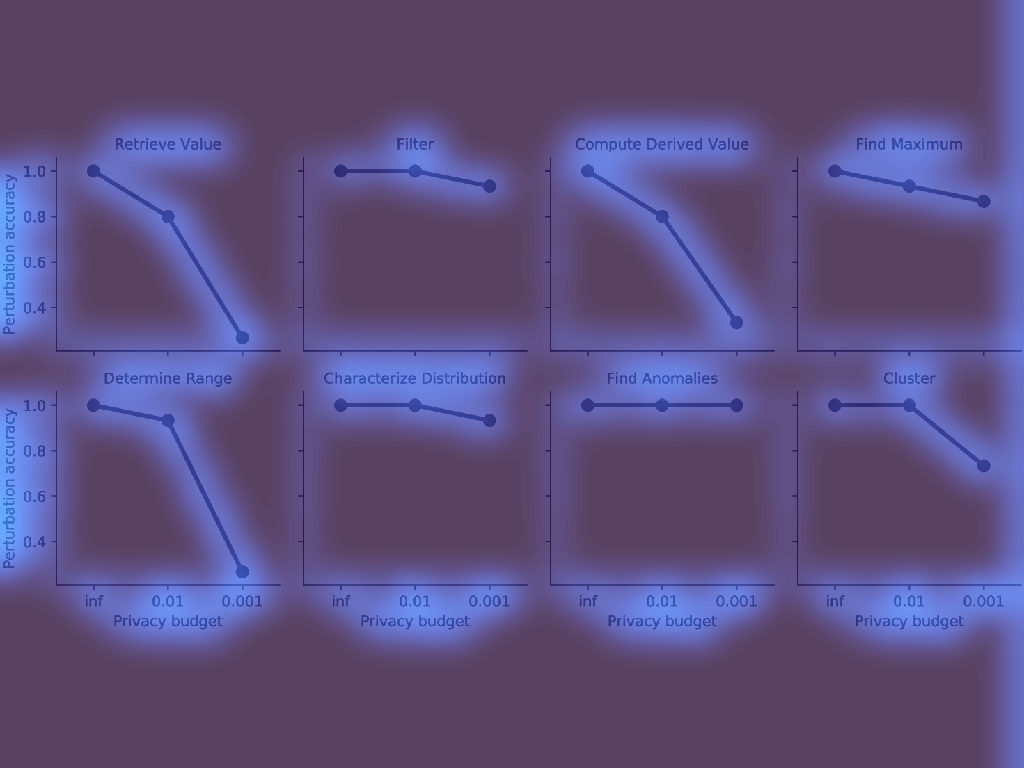 Retrieve Value
Filter
Compute Derived Value
Find Maximum
Perturbation accuracy
1.0
0.8
0.6
0.4
Determine Range
Characterize Distribution
Find Anomalies
Cluster
Perturbation accuracy
1.0
0.8
0.6
0.4
inf 0.01 0.001
Privacy budget
inf 0.01 0.001
Privacy budget
inf 0.01 0.001
Privacy budget
inf 0.01 0.001
Privacy budget